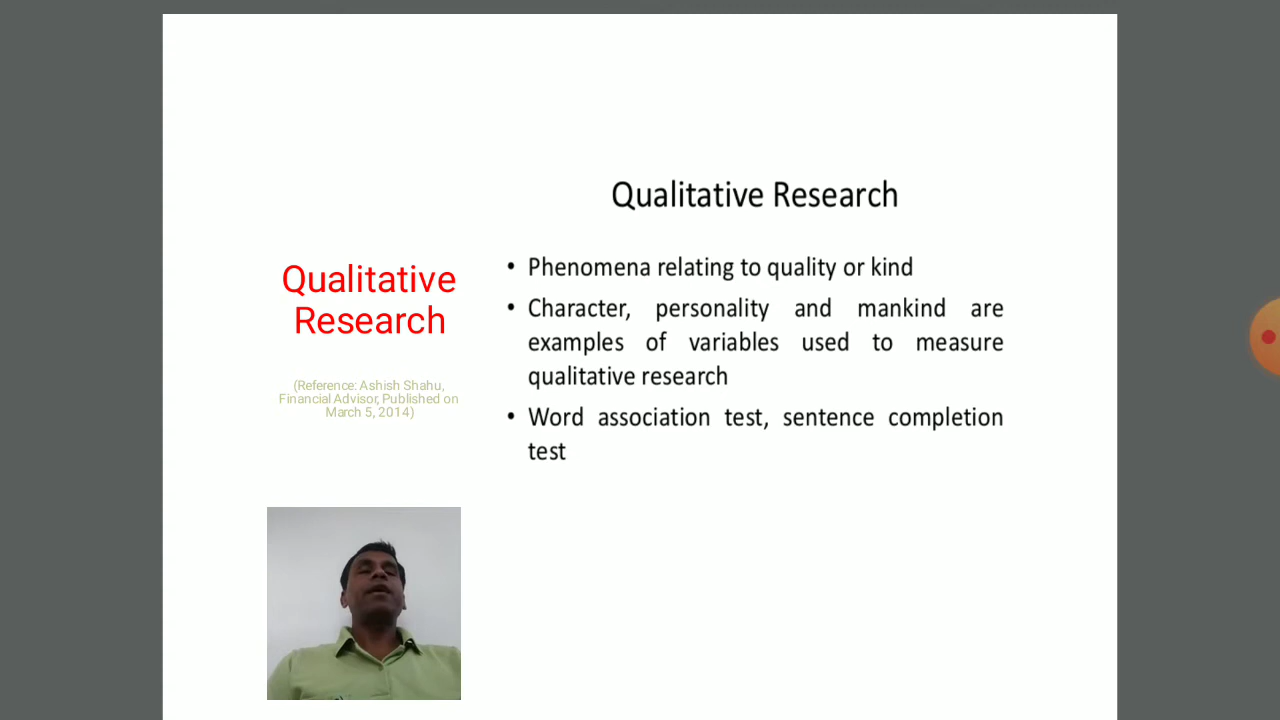 Qualitative Research
Qualitative
Research
(Reference: Ashish Shahu,
Financial Advisor, Published on
March 5, 2014)
• Phenomena relating to quality or kind
• Character, personality and mankind are
examples of variables used to measure
qualitative research
• Word association test, sentence completion
test